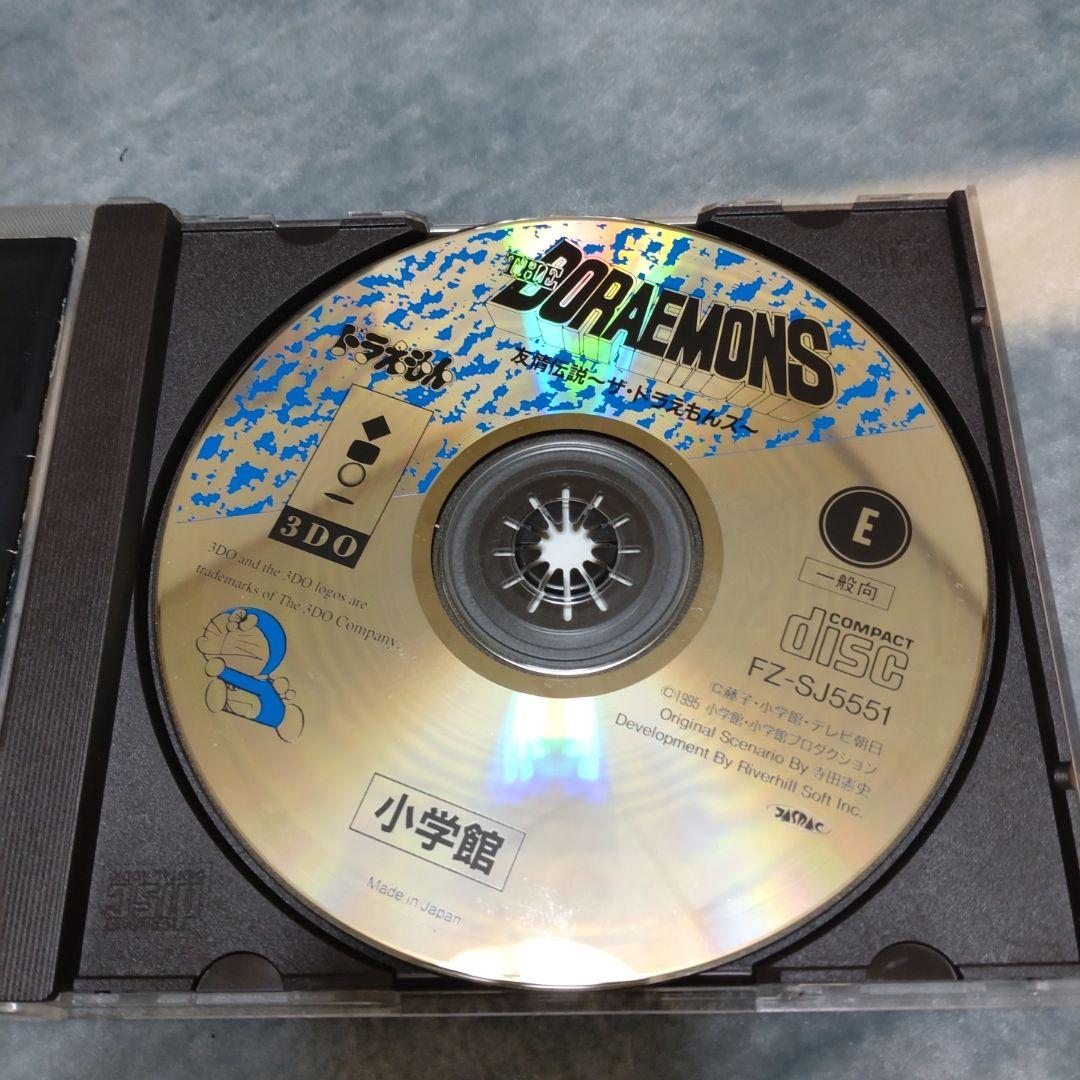 THE
DORAEMONS
友情伝説〜ザ・ドラえもんズ〜
ドラえもん
3DO
3DO and the 3DO logos are
trademarks of The 3DO Company.
E
一般向
COMPACT
disc
FZ-SJ5551
Ⓒ藤子・小学館・テレビ朝日
Ⓒ1995 小学館・小学館プロダクション
Original Scenario By 寺田憲史
Development By Riverhill Soft Inc.
JASRAC
小学館
Made in Japan